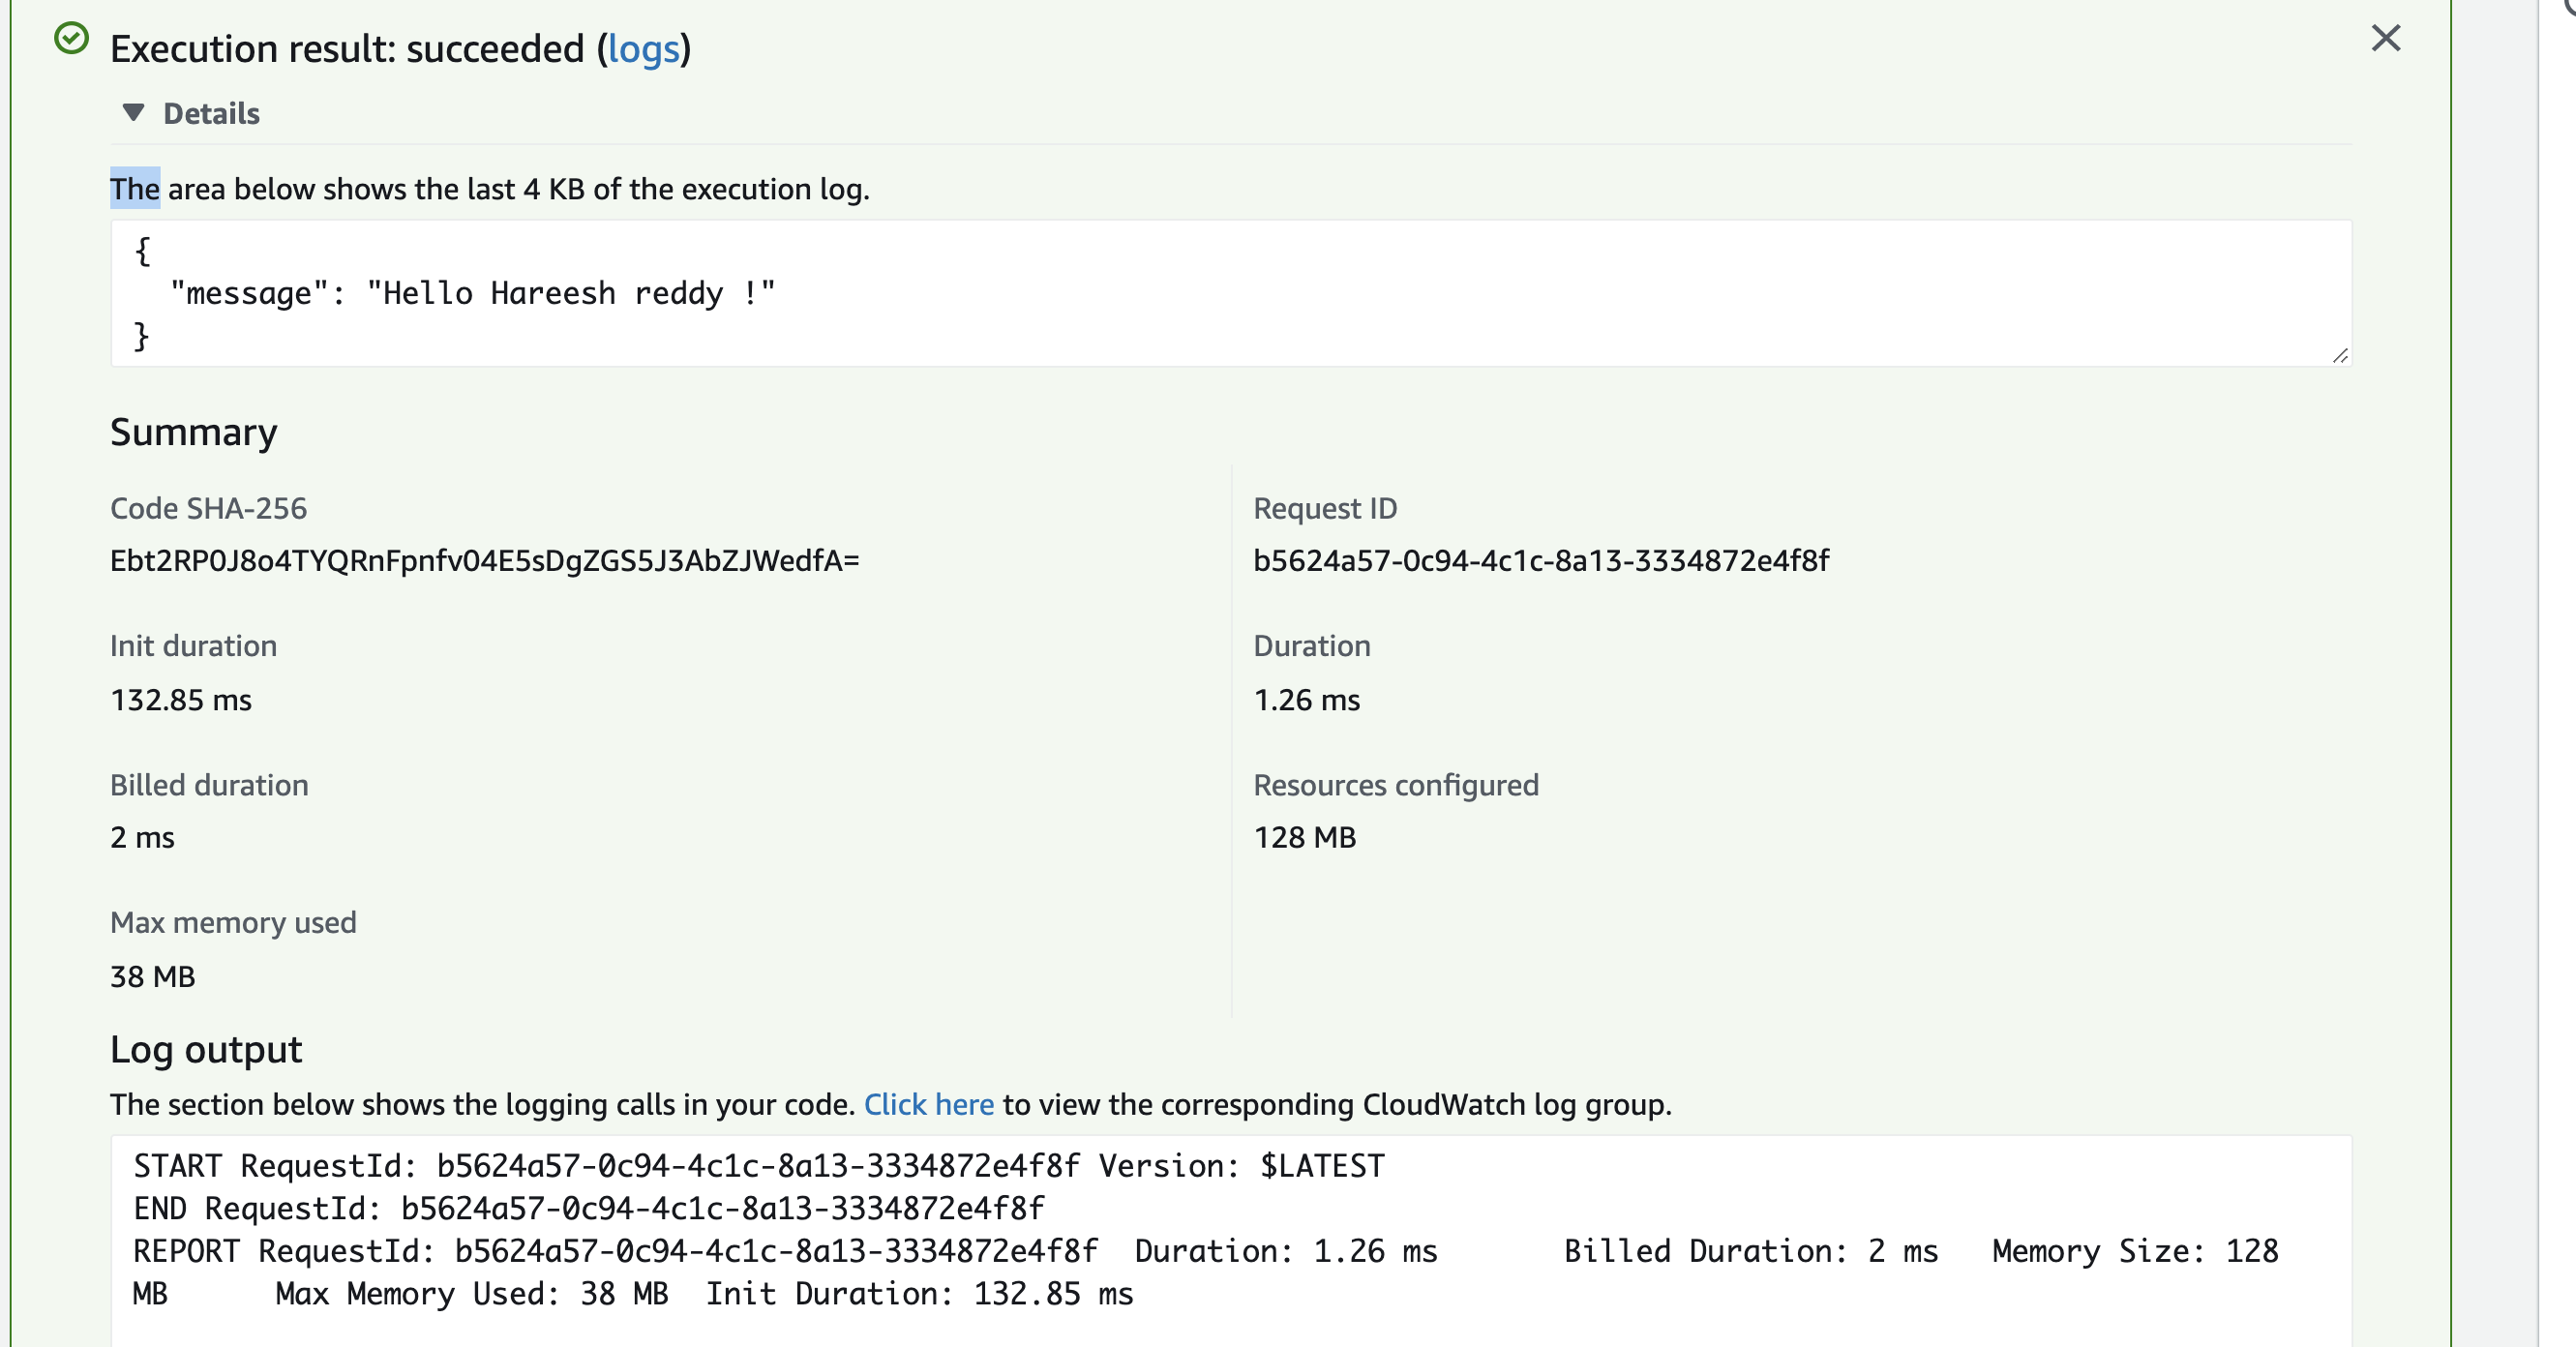 Execution result: succeeded (logs)
Details
The area below shows the last 4 KB of the execution log.
{
  "message": "Hello Hareesh reddy !"
}
Summary
Code SHA-256
Ebt2RP0J8o4TYQRnFpnfv04E5sDgZGS5J3AbZJWedfA=
Request ID
b5624a57-0c94-4c1c-8a13-3334872e4f8f
Init duration
132.85 ms
Duration
1.26 ms
Billed duration
2 ms
Resources configured
128 MB
Max memory used
38 MB
Log output
The section below shows the logging calls in your code. Click here to view the corresponding CloudWatch log group.
START RequestId: b5624a57-0c94-4c1c-8a13-3334872e4f8f Version: $LATEST
END RequestId: b5624a57-0c94-4c1c-8a13-3334872e4f8f
REPORT RequestId: b5624a57-0c94-4c1c-8a13-3334872e4f8f  Duration: 1.26 ms       Billed Duration: 2 ms   Memory Size: 128
MB      Max Memory Used: 38 MB  Init Duration: 132.85 ms